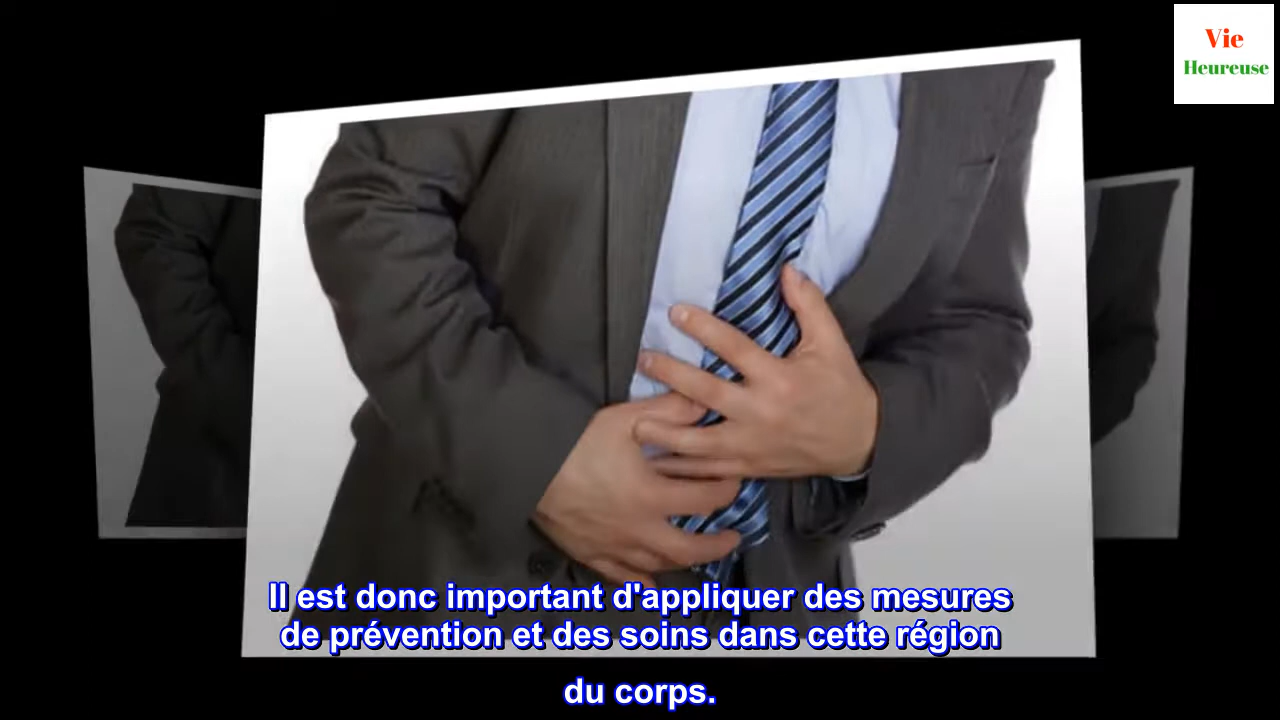 Vie
Heureuse
Il est donc important d'appliquer des mesures
de prévention et des soins dans cette région
du corps.